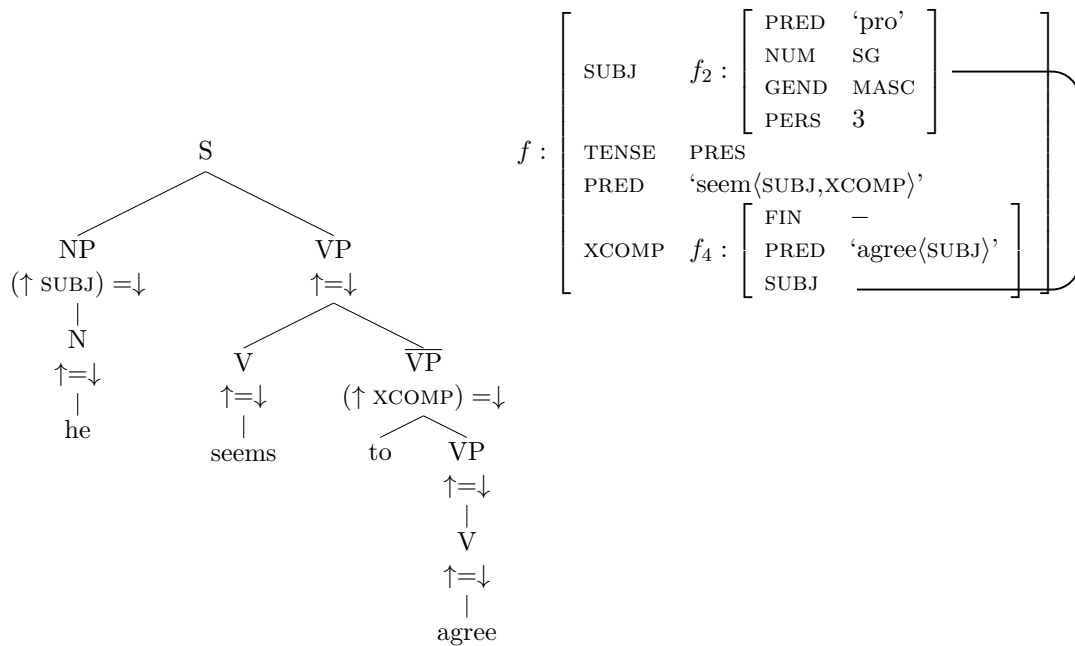 S
NP VP
(↑ SUBJ) =↓ ↑=↓
N
↑=↓
he
V V̅P̅
↑=↓ (↑ XCOMP) =↓
seems to VP
↑=↓
V
↑=↓
agree
f :
SUBJ f₂ :
PRED ‘pro’
NUM SG
GEND MASC
PERS 3
TENSE PRES
PRED ‘seem⟨SUBJ,XCOMP⟩’
XCOMP f₄ :
FIN −
PRED ‘agree⟨SUBJ⟩’
SUBJ